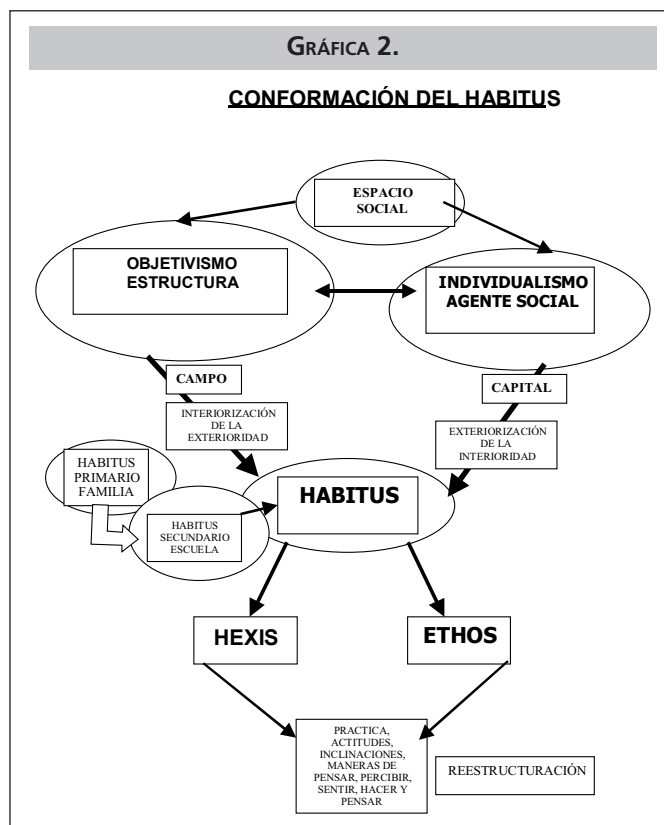 GRÁFICA 2.
CONFORMACIÓN DEL HABITUS
ESPACIO
SOCIAL
OBJETIVISMO
ESTRUCTURA
INDIVIDUALISMO
AGENTE SOCIAL
CAMPO
CAPITAL
INTERIORIZACIÓN
DE LA
EXTERIORIDAD
EXTERIORIZACIÓN
DE LA
INTERIORIDAD
HABITUS
PRIMARIO
FAMILIA
HABITUS
HABITUS
SECUNDARIO
ESCUELA
HEXIS
ETHOS
PRACTICA,
ACTITUDES,
INCLINACIONES,
MANERAS DE
PENSAR, PERCIBIR,
SENTIR, HACER Y
PENSAR
REESTRUCTURACIÓN